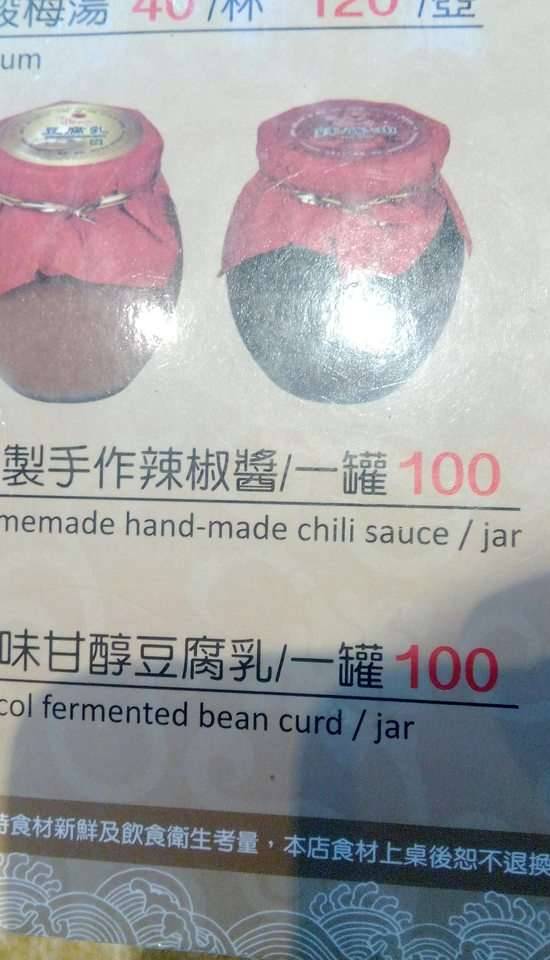 酸梅湯 40 /杯 120 /壺
um
豆腐乳
製手作辣椒醬/一罐 100
memade hand-made chili sauce / jar
味甘醇豆腐乳/一罐 100
col fermented bean curd / jar
持食材新鮮及飲食衛生考量，本店食材上桌後恕不退換